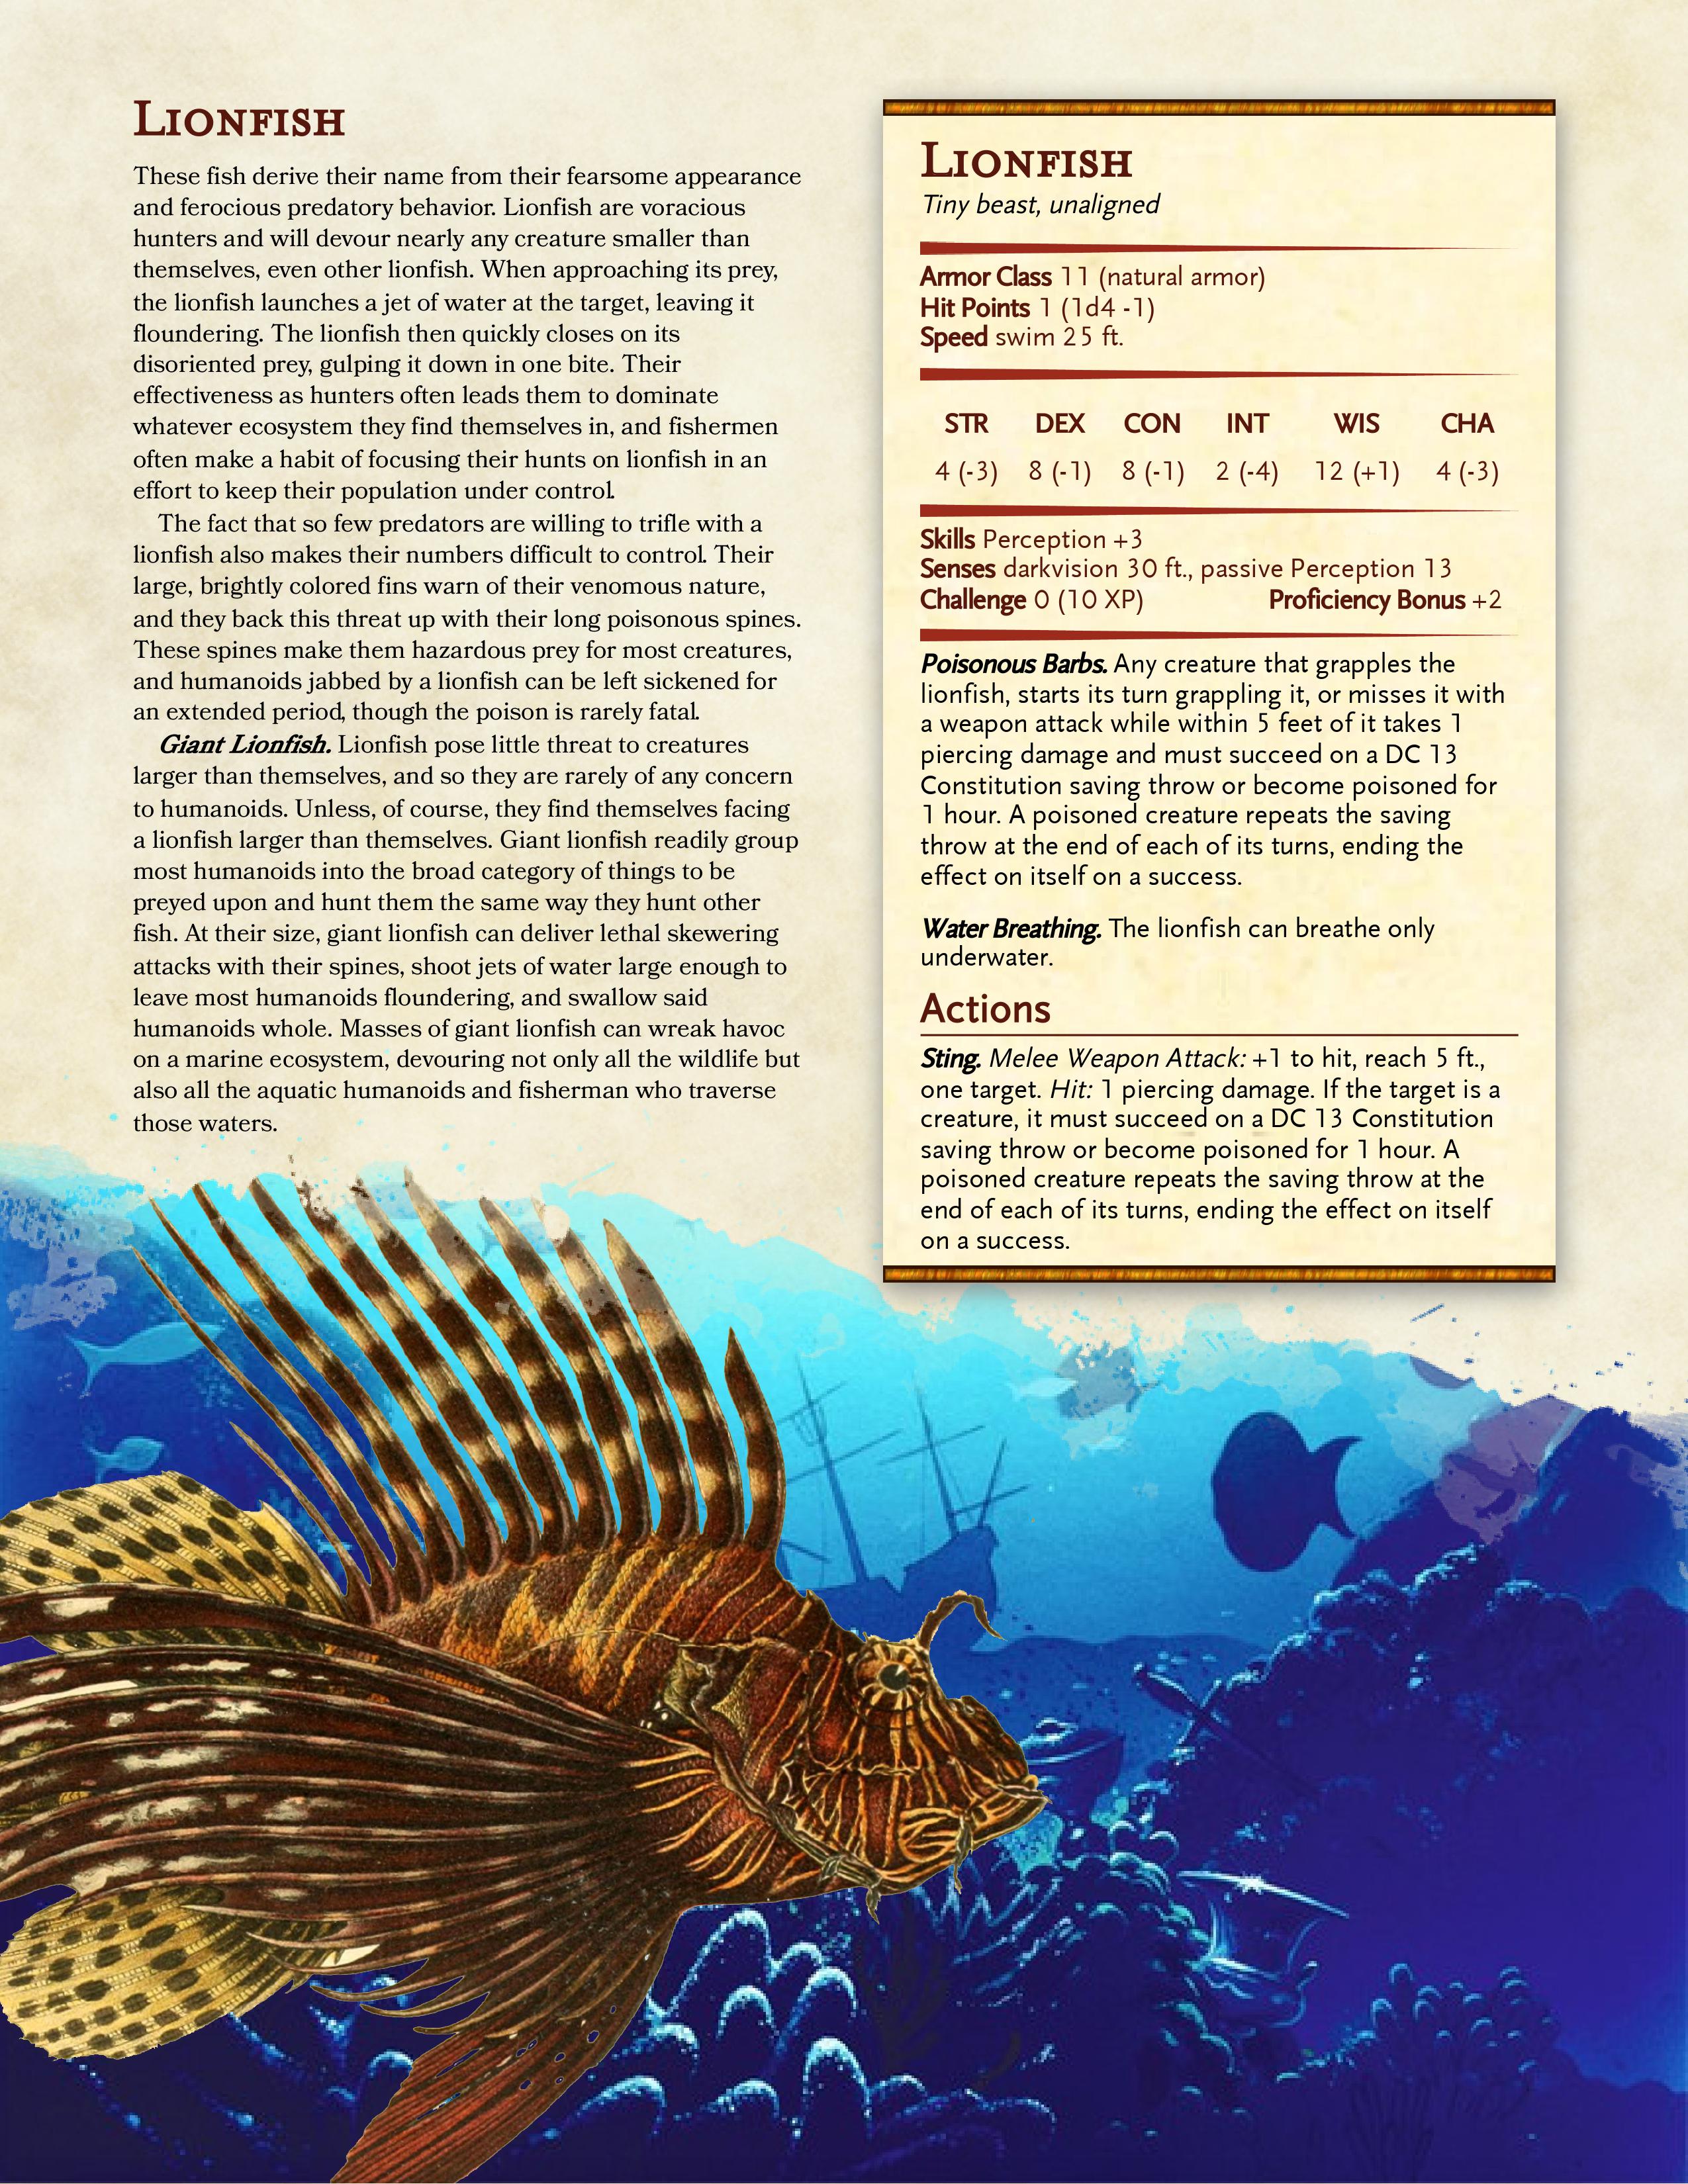 Lionfish
These fish derive their name from their fearsome appearance
and ferocious predatory behavior. Lionfish are voracious
hunters and will devour nearly any creature smaller than
themselves, even other lionfish. When approaching its prey,
the lionfish launches a jet of water at the target, leaving it
floundering. The lionfish then quickly closes on its
disoriented prey, gulping it down in one bite. Their
effectiveness as hunters often leads them to dominate
whatever ecosystem they find themselves in, and fishermen
often make a habit of focusing their hunts on lionfish in an
effort to keep their population under control.
The fact that so few predators are willing to trifle with a
lionfish also makes their numbers difficult to control. Their
large, brightly colored fins warn of their venomous nature,
and they back this threat up with their long poisonous spines.
These spines make them hazardous prey for most creatures,
and humanoids jabbed by a lionfish can be left sickened for
an extended period, though the poison is rarely fatal.
Giant Lionfish. Lionfish pose little threat to creatures
larger than themselves, and so they are rarely of any concern
to humanoids. Unless, of course, they find themselves facing
a lionfish larger than themselves. Giant lionfish readily group
most humanoids into the broad category of things to be
preyed upon and hunt them the same way they hunt other
fish. At their size, giant lionfish can deliver lethal skewering
attacks with their spines, shoot jets of water large enough to
leave most humanoids floundering, and swallow said
humanoids whole. Masses of giant lionfish can wreak havoc
on a marine ecosystem, devouring not only all the wildlife but
also all the aquatic humanoids and fisherman who traverse
those waters.
Lionfish
Tiny beast, unaligned
Armor Class 11 (natural armor)
Hit Points 1 (1d4 -1)
Speed swim 25 ft.
STR DEX CON INT WIS CHA
4 (-3) 8 (-1) 8 (-1) 2 (-4) 12 (+1) 4 (-3)
Skills Perception +3
Senses darkvision 30 ft., passive Perception 13
Challenge 0 (10 XP) Proficiency Bonus +2
Poisonous Barbs. Any creature that grapples the
lionfish, starts its turn grappling it, or misses it with
a weapon attack while within 5 feet of it takes 1
piercing damage and must succeed on a DC 13
Constitution saving throw or become poisoned for
1 hour. A poisoned creature repeats the saving
throw at the end of each of its turns, ending the
effect on itself on a success.
Water Breathing. The lionfish can breathe only
underwater.
Actions
Sting. Melee Weapon Attack: +1 to hit, reach 5 ft.,
one target. Hit: 1 piercing damage. If the target is a
creature, it must succeed on a DC 13 Constitution
saving throw or become poisoned for 1 hour. A
poisoned creature repeats the saving throw at the
end of each of its turns, ending the effect on itself
on a success.